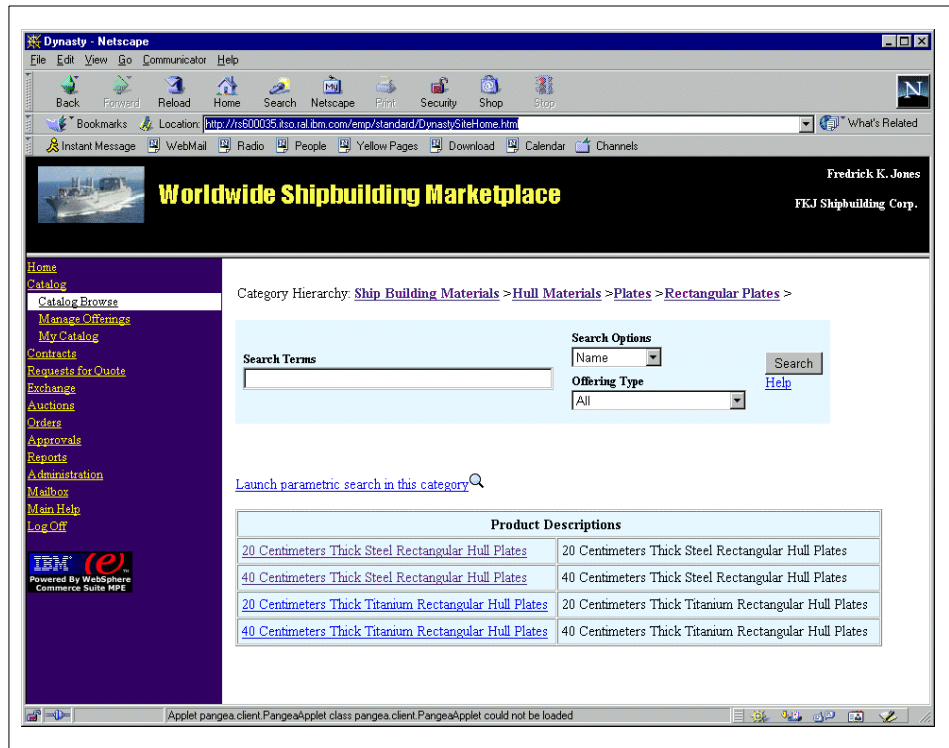 Dynasty - Netscape
File Edit View Go Communicator Help
Back Forward Reload Home Search Netscape Print Security Shop Stop
N
Bookmarks Location: http://rs600035.itso.ral.ibm.com/emp/standard/DynastySiteHome.html What's Related
Instant Message WebMail Radio People Yellow Pages Download Calendar Channels
Worldwide Shipbuilding Marketplace
Fredrick K. Jones
FKJ Shipbuilding Corp.
Home
Catalog
Catalog Browse
Manage Offerings
My Catalog
Contracts
Requests for Quote
Exchange
Auctions
Orders
Approvals
Reports
Administration
Mailbox
Main Help
Log Off
IBM e TM
Powered By WebSphere
Commerce Suite MPE
Category Hierarchy: Ship Building Materials >Hull Materials >Plates >Rectangular Plates >
Search Terms
Search Options
Name
Offering Type
All
Search
Help
Launch parametric search in this category
Product Descriptions
20 Centimeters Thick Steel Rectangular Hull Plates 20 Centimeters Thick Steel Rectangular Hull Plates
40 Centimeters Thick Steel Rectangular Hull Plates 40 Centimeters Thick Steel Rectangular Hull Plates
20 Centimeters Thick Titanium Rectangular Hull Plates 20 Centimeters Thick Titanium Rectangular Hull Plates
40 Centimeters Thick Titanium Rectangular Hull Plates 40 Centimeters Thick Titanium Rectangular Hull Plates
Applet pangea.client.PangeaApplet class pangea.client.PangeaApplet could not be loaded